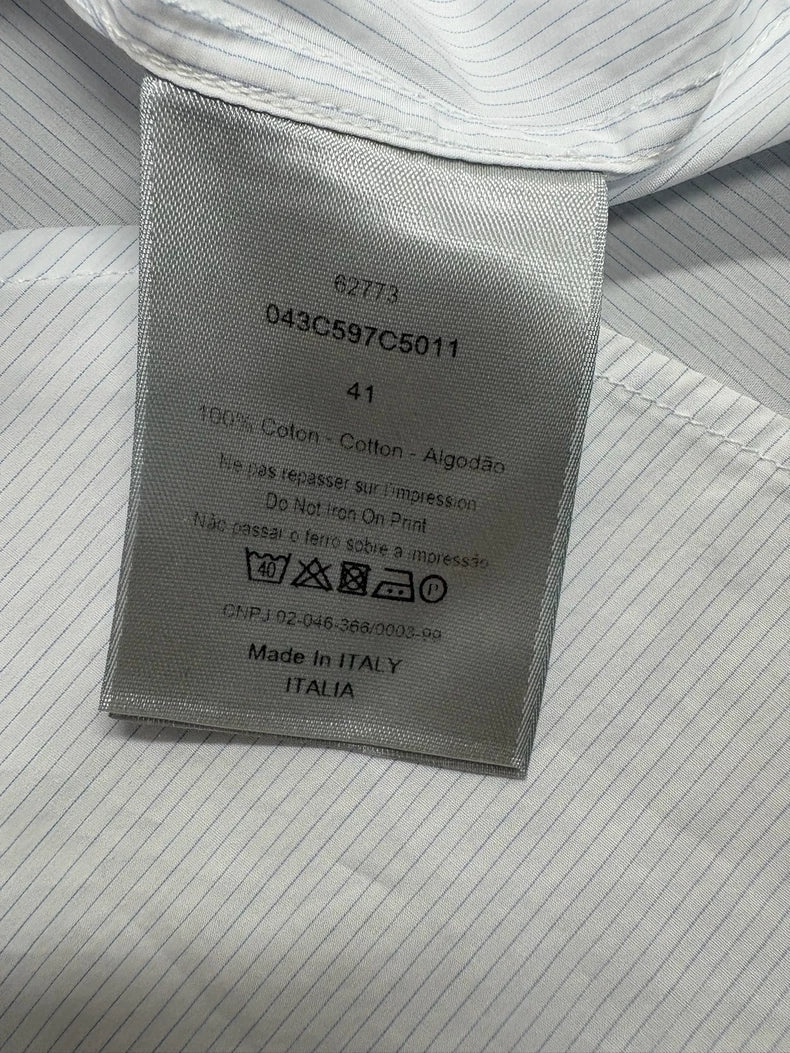 62773
043C597C5011
41
100% Coton - Cotton - Algodão
Ne pas repasser sur l'impression
Do Not Iron On Print
Não passar o ferro sobre a impressão
40 P
CNPJ 02-046-366/0003-99
Made In ITALY
ITALIA